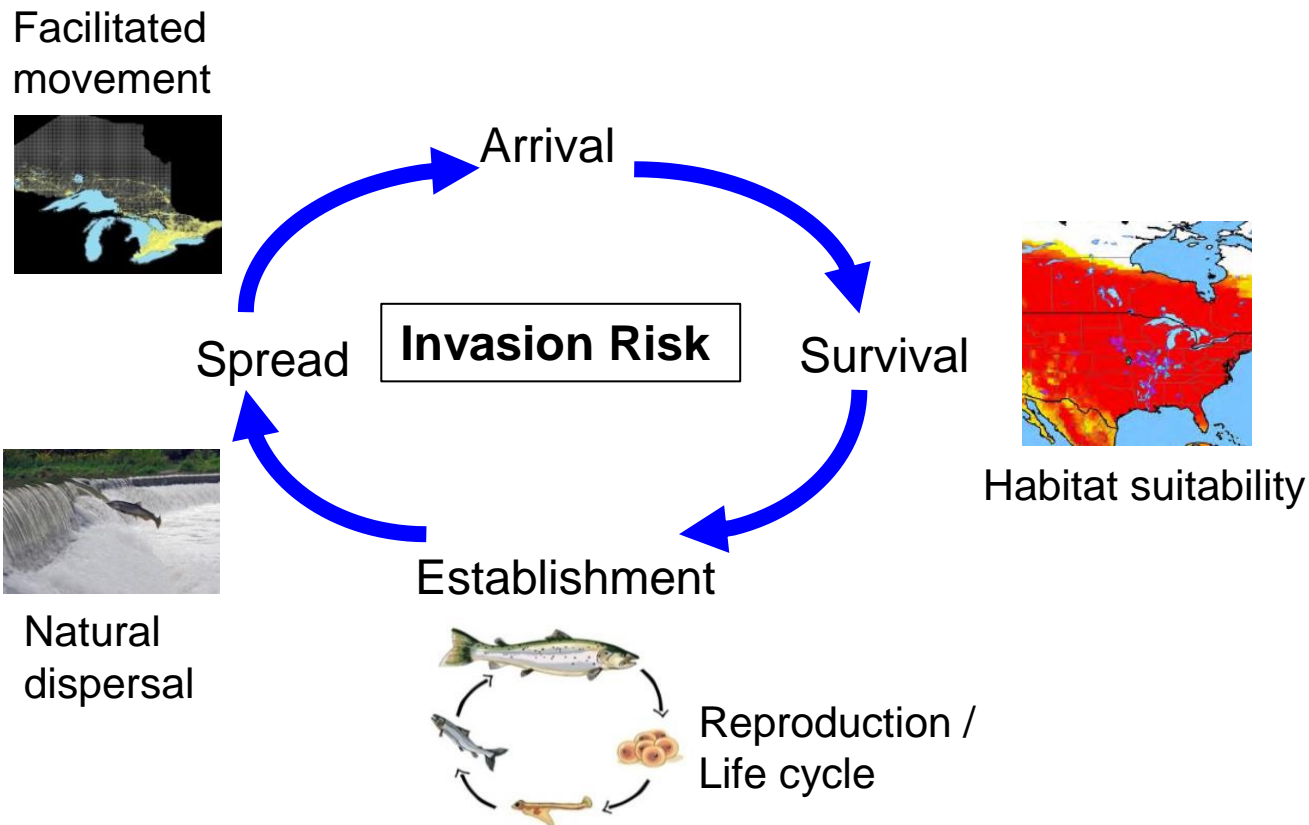 Facilitated
movement
Arrival
Invasion Risk
Spread
Survival
Habitat suitability
Establishment
Natural
dispersal
Reproduction /
Life cycle